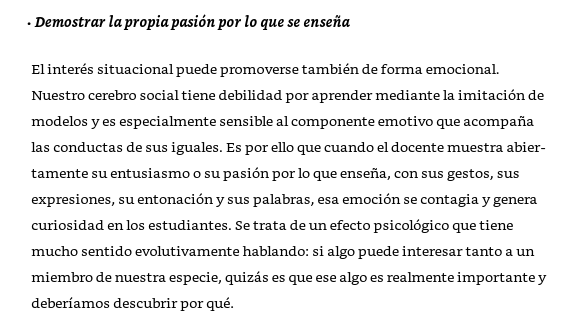 · Demostrar la propia pasión por lo que se enseña
El interés situacional puede promoverse también de forma emocional.
Nuestro cerebro social tiene debilidad por aprender mediante la imitación de
modelos y es especialmente sensible al componente emotivo que acompaña
las conductas de sus iguales. Es por ello que cuando el docente muestra abier-
tamente su entusiasmo o su pasión por lo que enseña, con sus gestos, sus
expresiones, su entonación y sus palabras, esa emoción se contagia y genera
curiosidad en los estudiantes. Se trata de un efecto psicológico que tiene
mucho sentido evolutivamente hablando: si algo puede interesar tanto a un
miembro de nuestra especie, quizás es que ese algo es realmente importante y
deberíamos descubrir por qué.